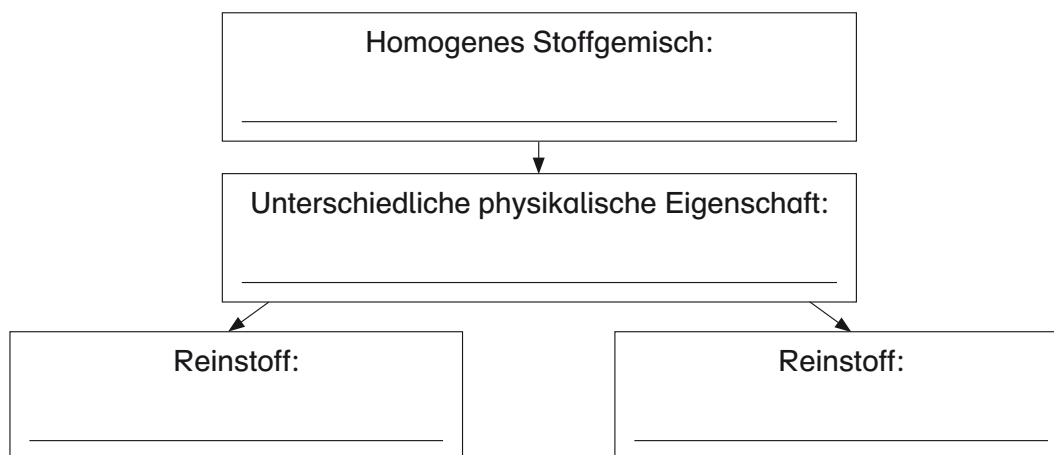 Homogenes Stoffgemisch:
Unterschiedliche physikalische Eigenschaft:
Reinstoff:
Reinstoff: